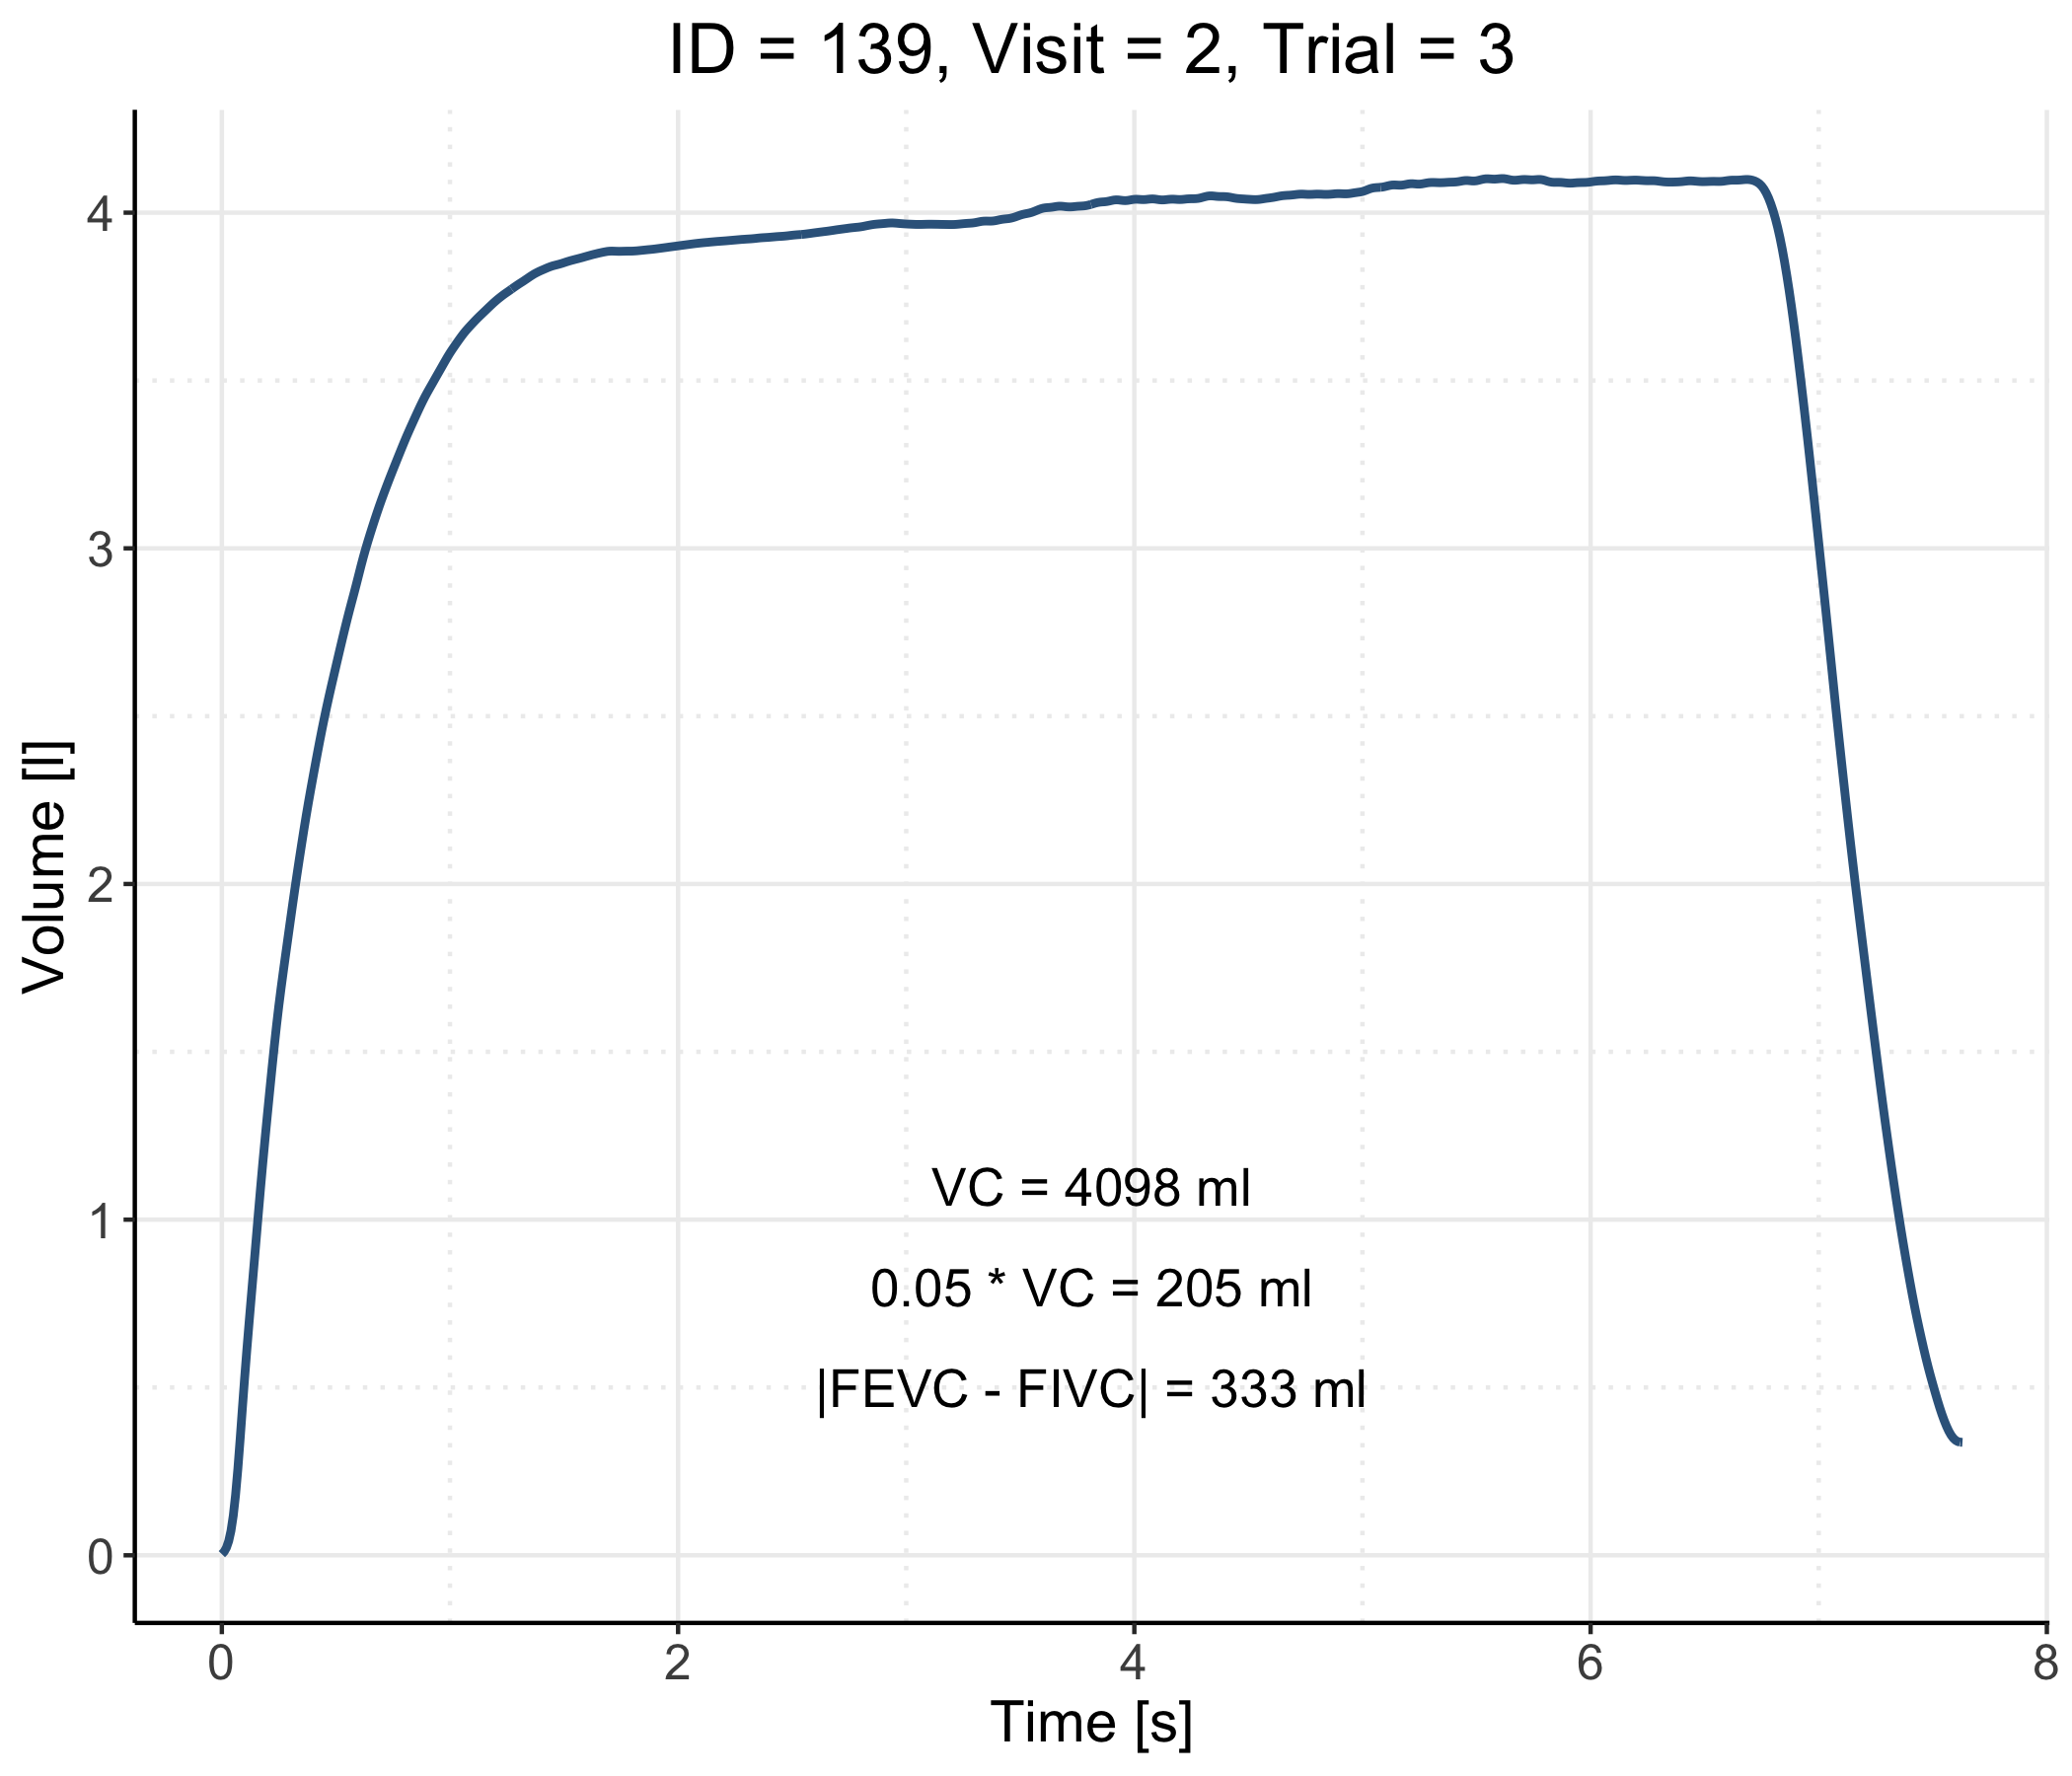 ID = 139, Visit = 2, Trial = 3
4
3
2
1
0
Volume [l]
VC = 4098 ml
0.05 * VC = 205 ml
|FEVC - FIVC| = 333 ml
0 2 4 6 8
Time [s]